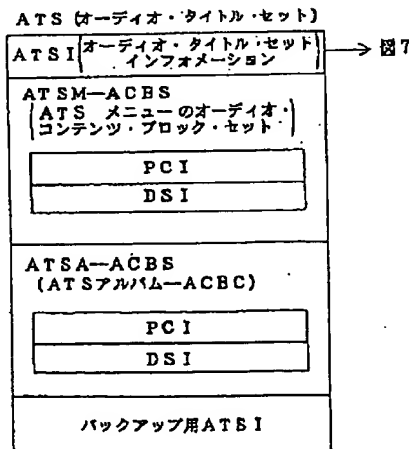 ATS (オーディオ・タイトル・セット)
ATSI(オーディオ・タイトル・セット
インフォメーション)
→ 図7
ATSM—ACBS
(ATS メニューのオーディオ・
コンテンツ・ブロック・セット)
PCI
DSI
ATSA—ACBS
(ATSアルバム—ACBC)
PCI
DSI
バックアップ用ATSI